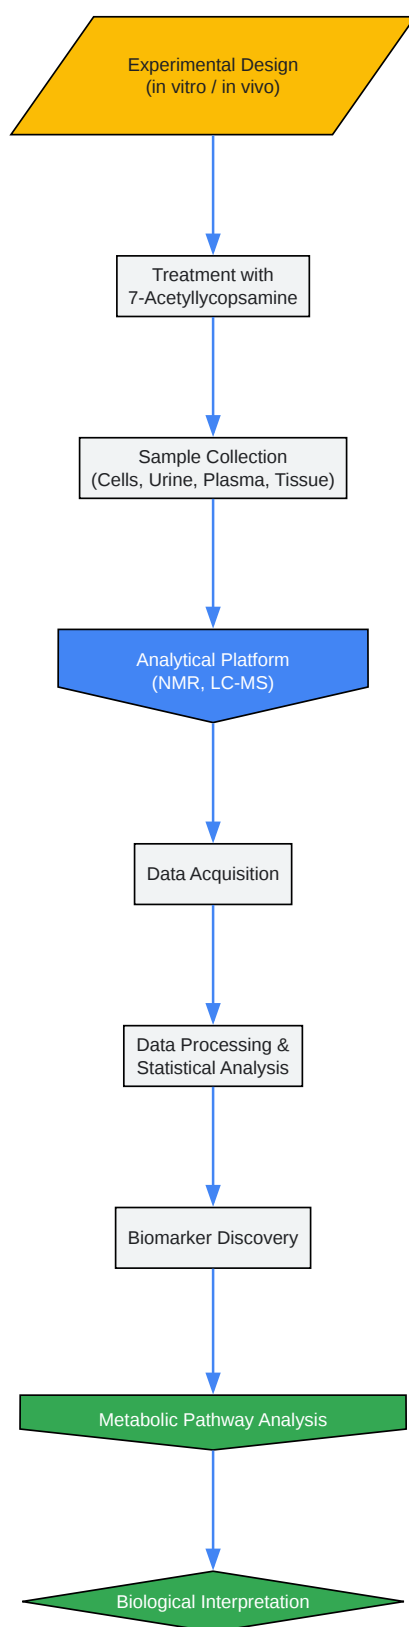 Experimental Design
(in vitro / in vivo)
Treatment with
7-Acetyllycopsamine
Sample Collection
(Cells, Urine, Plasma, Tissue)
Analytical Platform
(NMR, LC-MS)
Data Acquisition
Data Processing &
Statistical Analysis
Biomarker Discovery
Metabolic Pathway Analysis
Biological Interpretation